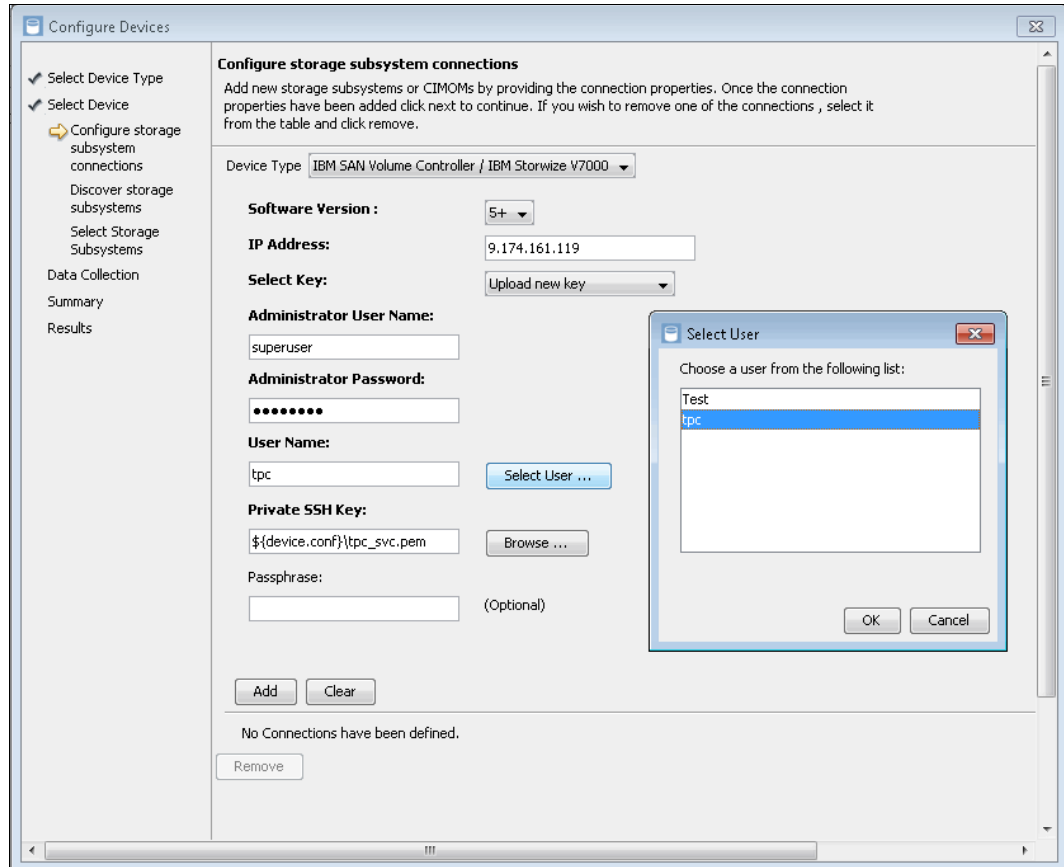 Configure Devices
Select Device Type
Select Device
Configure storage
subsystem
connections
Discover storage
subsystems
Select Storage
Subsystems
Data Collection
Summary
Results
Configure storage subsystem connections
Add new storage subsystems or CIMOMs by providing the connection properties. Once the connection
properties have been added click next to continue. If you wish to remove one of the connections , select it
from the table and click remove.
Device Type IBM SAN Volume Controller / IBM Storwize V7000
Software Version : 5+
IP Address: 9.174.161.119
Select Key: Upload new key
Administrator User Name:
superuser
Administrator Password:
••••••••
User Name:
tpc Select User ...
Private SSH Key:
${device.conf}\tpc_svc.pem Browse ...
Passphrase:
(Optional)
Add Clear
No Connections have been defined.
Remove
Select User
Choose a user from the following list:
Test
tpc
OK Cancel